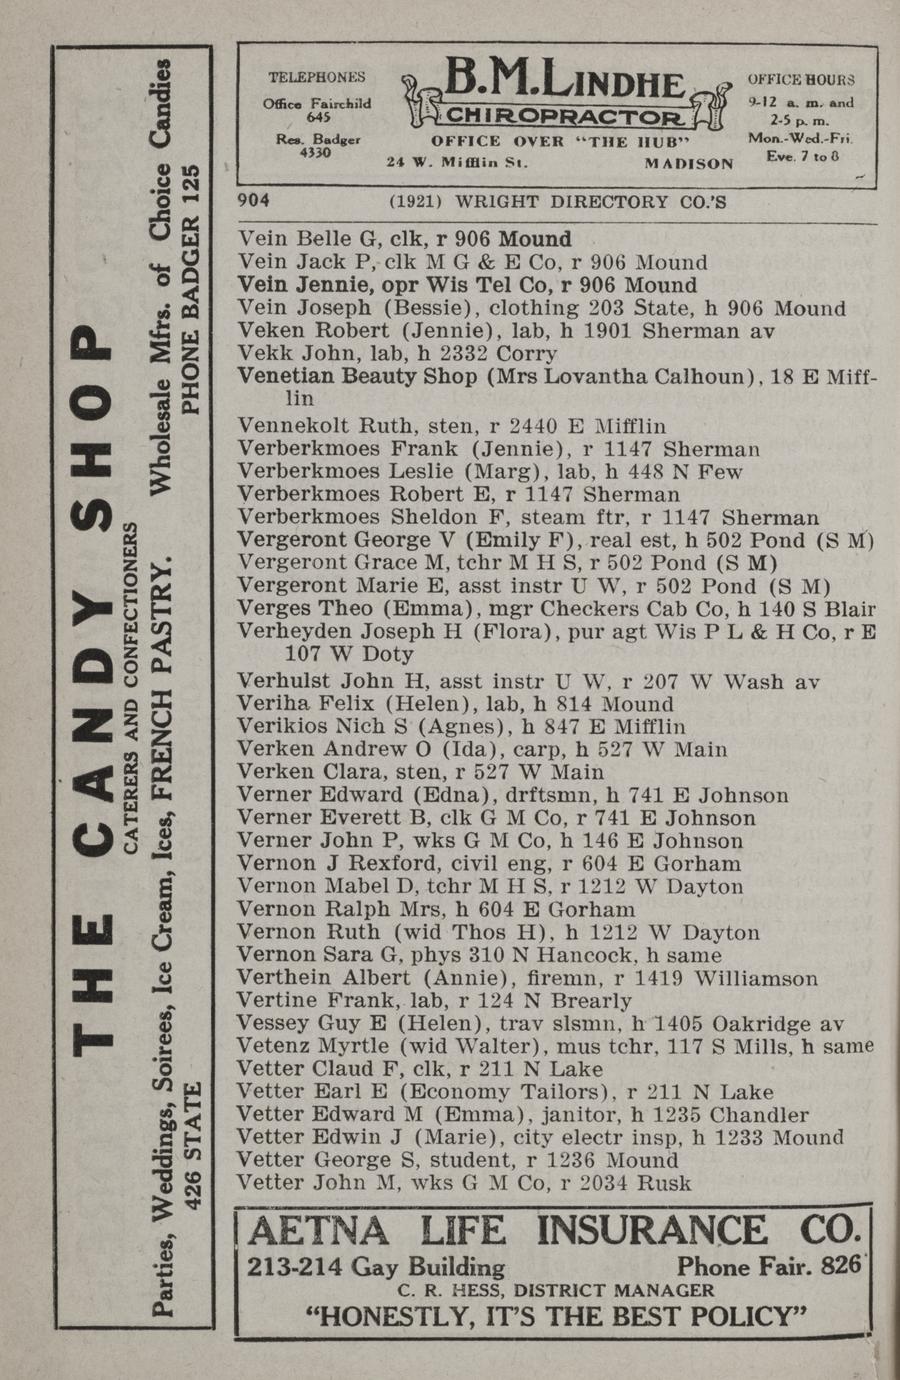 THE CANDY SHOP
CATERERS AND CONFECTIONERS
Parties, Weddings, Soirees, Ice Cream, Ices, FRENCH PASTRY. Wholesale Mfrs. of Choice Candies
426 STATE PHONE BADGER 125
TELEPHONES
Office Fairchild
645
Res. Badger
4330
B.M.LINDHE
CHIROPRACTOR
OFFICE OVER "THE HUB"
24 W. Mifflin St. MADISON
OFFICE HOURS
9-12 a. m. and
2-5 p. m.
Mon.-Wed.-Fri.
Eve. 7 to 8
904 (1921) WRIGHT DIRECTORY CO.'S
Vein Belle G, clk, r 906 Mound
Vein Jack P, clk M G & E Co, r 906 Mound
Vein Jennie, opr Wis Tel Co, r 906 Mound
Vein Joseph (Bessie), clothing 203 State, h 906 Mound
Veken Robert (Jennie), lab, h 1901 Sherman av
Vekk John, lab, h 2332 Corry
Venetian Beauty Shop (Mrs Lovantha Calhoun), 18 E Miff-
lin
Vennekolt Ruth, sten, r 2440 E Mifflin
Verberkmoes Frank (Jennie), r 1147 Sherman
Verberkmoes Leslie (Marg), lab, h 448 N Few
Verberkmoes Robert E, r 1147 Sherman
Verberkmoes Sheldon F, steam ftr, r 1147 Sherman
Vergeront George V (Emily F), real est, h 502 Pond (S M)
Vergeront Grace M, tchr M H S, r 502 Pond (S M)
Vergeront Marie E, asst instr U W, r 502 Pond (S M)
Verges Theo (Emma), mgr Checkers Cab Co, h 140 S Blair
Verheyden Joseph H (Flora), pur agt Wis P L & H Co, r E
107 W Doty
Verhulst John H, asst instr U W, r 207 W Wash av
Veriha Felix (Helen), lab, h 814 Mound
Verikios Nich S (Agnes), h 847 E Mifflin
Verken Andrew O (Ida), carp, h 527 W Main
Verken Clara, sten, r 527 W Main
Verner Edward (Edna), drftsmn, h 741 E Johnson
Verner Everett B, clk G M Co, r 741 E Johnson
Verner John P, wks G M Co, h 146 E Johnson
Vernon J Rexford, civil eng, r 604 E Gorham
Vernon Mabel D, tchr M H S, r 1212 W Dayton
Vernon Ralph Mrs, h 604 E Gorham
Vernon Ruth (wid Thos H), h 1212 W Dayton
Vernon Sara G, phys 310 N Hancock, h same
Verthein Albert (Annie), firemn, r 1419 Williamson
Vertine Frank, lab, r 124 N Brearly
Vessey Guy E (Helen), trav slsmn, h 1405 Oakridge av
Vetenz Myrtle (wid Walter), mus tchr, 117 S Mills, h same
Vetter Claud F, clk, r 211 N Lake
Vetter Earl E (Economy Tailors), r 211 N Lake
Vetter Edward M (Emma), janitor, h 1235 Chandler
Vetter Edwin J (Marie), city electr insp, h 1233 Mound
Vetter George S, student, r 1236 Mound
Vetter John M, wks G M Co, r 2034 Rusk
AETNA LIFE INSURANCE CO.
213-214 Gay Building Phone Fair. 826
C. R. HESS, DISTRICT MANAGER
"HONESTLY, IT'S THE BEST POLICY"